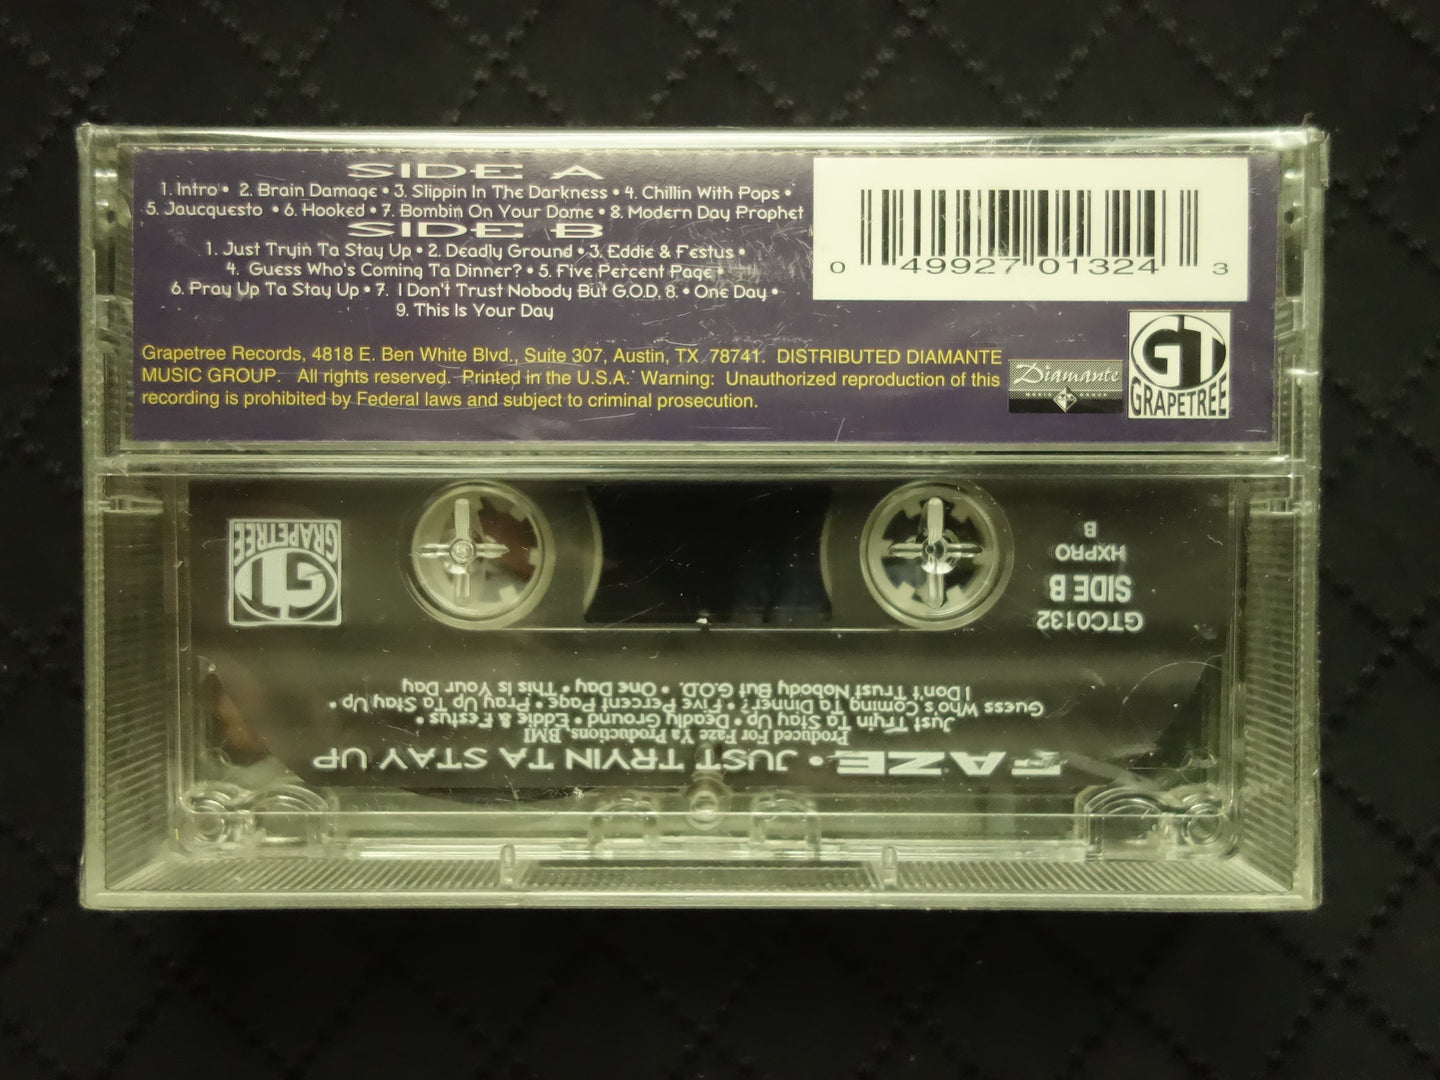 SIDE A
1. Intro • 2. Brain Damage • 3. Slippin In The Darkness • 4. Chillin With Pops •
5. Jaucquesto • 6. Hooked • 7. Bombin On Your Dome • 8. Modern Day Prophet
SIDE B
1. Just Tryin Ta Stay Up • 2. Deadly Ground • 3. Eddie & Festus •
4. Guess Who's Coming Ta Dinner? • 5. Five Percent Page •
6. Pray Up Ta Stay Up • 7. I Don't Trust Nobody But G.O.D. 8. • One Day •
9. This Is Your Day
0 49927 01324 3
Grapetree Records, 4818 E. Ben White Blvd., Suite 307, Austin, TX 78741. DISTRIBUTED DIAMANTE
MUSIC GROUP. All rights reserved. Printed in the U.S.A. Warning: Unauthorized reproduction of this
recording is prohibited by Federal laws and subject to criminal prosecution.
Diamante
MUSIC GROUP
GT
GRAPETREE
FAZE • JUST TRYIN TA STAY UP
Produced For Faze Ya Productions, BMI
Just Tryin Ta Stay Up • Deadly Ground • Eddie & Festus •
Guess Who's Coming Ta Dinner? • Five Percent Page • Pray Up Ta Stay Up •
I Don't Trust Nobody But G.O.D. • One Day • This Is Your Day
GTC0132
SIDE B
HXPRO
B
GT
GRAPETREE